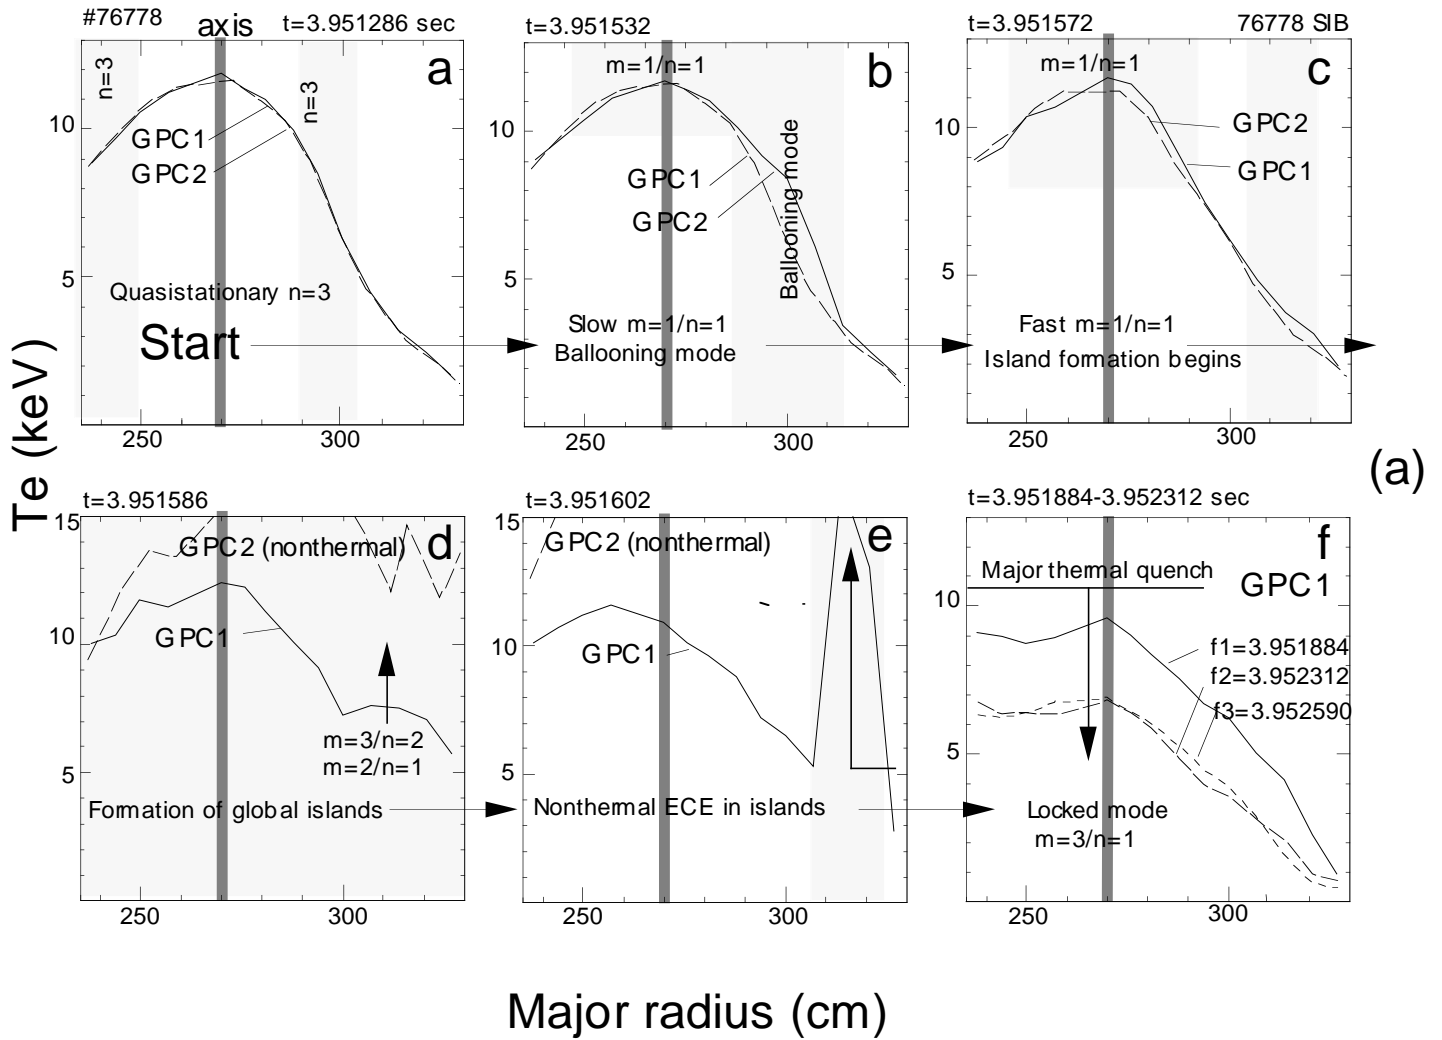 #76778
axis
t=3.951286 sec
n=3
n=3
a
GPC1
GPC2
Quasistationary n=3
Start
10
5
250
300
t=3.951532
m=1/n=1
b
GPC1
GPC2
Ballooning mode
Slow m=1/n=1
Ballooning mode
10
5
250
300
t=3.951572
76778 SIB
m=1/n=1
c
GPC2
GPC1
Fast m=1/n=1
Island formation begins
10
5
250
300
Te (keV)
(a)
t=3.951586
15
GPC2 (nonthermal)
d
GPC1
10
m=3/n=2
m=2/n=1
5
Formation of global islands
250
300
t=3.951602
15
GPC2 (nonthermal)
e
GPC1
10
5
Nonthermal ECE in islands
250
300
t=3.951884-3.952312 sec
f
Major thermal quench
GPC1
10
f1=3.951884
f2=3.952312
f3=3.952590
5
Locked mode
m=3/n=1
250
300
Major radius (cm)